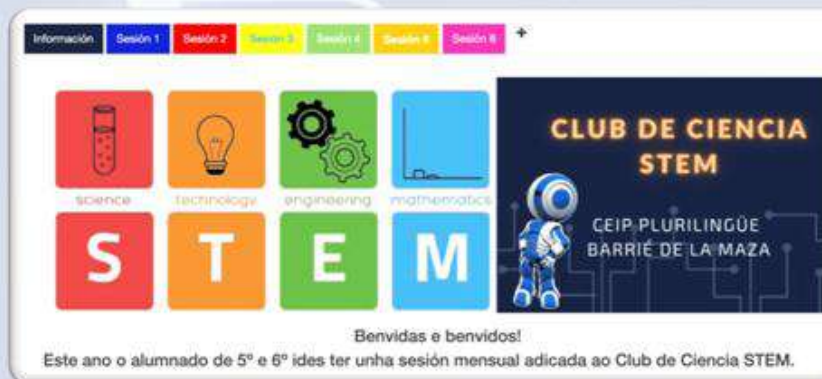 Información Sesión 1 Sesión 2 Sesión 3 Sesión 4 Sesión 5 Sesión 6 +
science technology engineering mathematics
S T E M
CLUB DE CIENCIA
STEM
CEIP PLURILINGÜE
BARRIÉ DE LA MAZA
Benvidas e benvidos!
Este ano o alumnado de 5º e 6º ides ter unha sesión mensual adicada ao Club de Ciencia STEM.